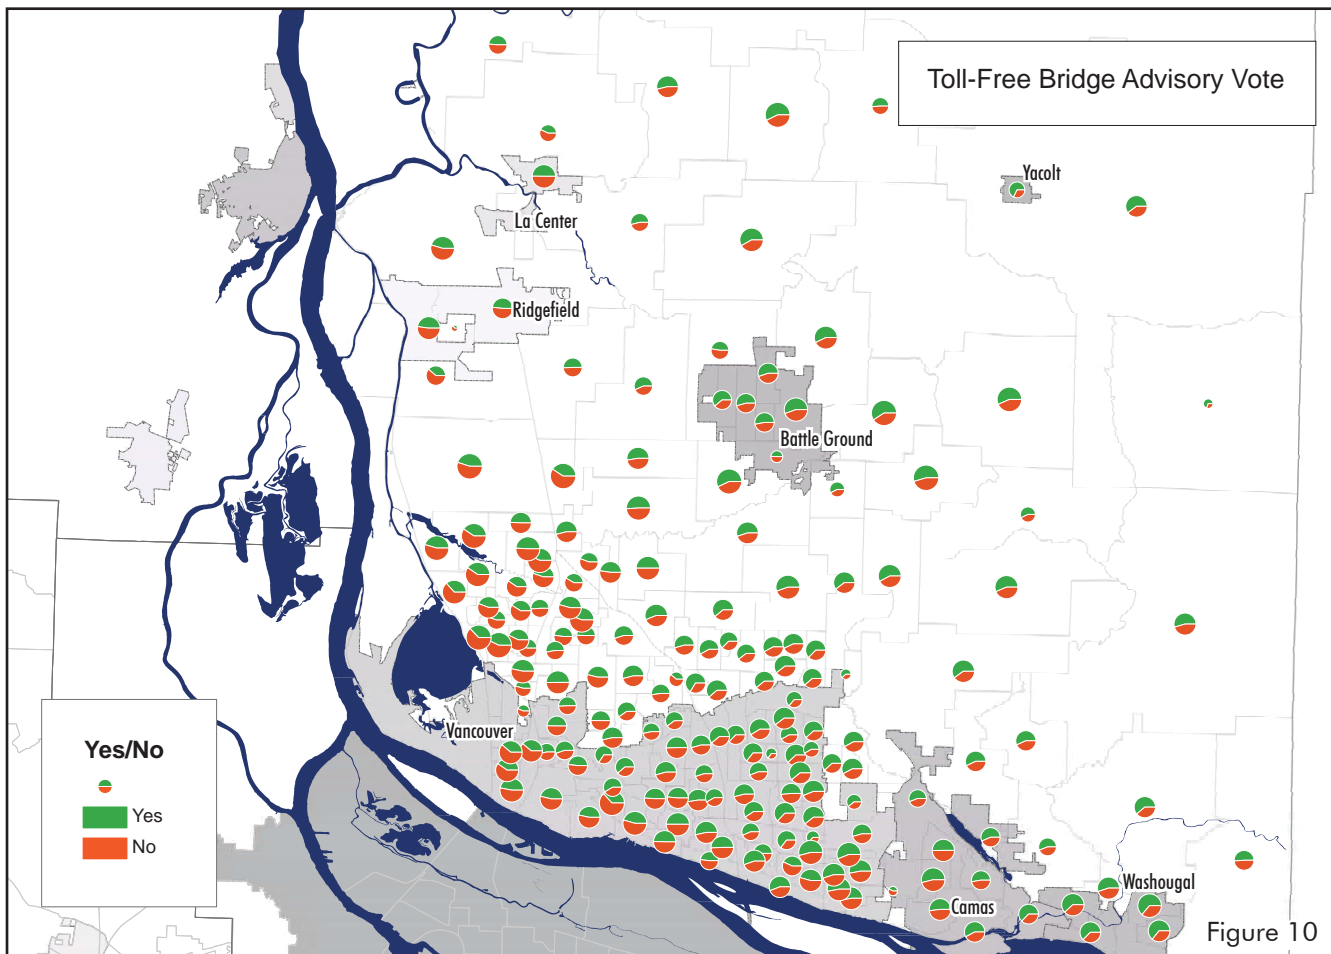 Toll-Free Bridge Advisory Vote
Yacolt
La Center
Ridgefield
Battle Ground
Vancouver
Yes/No
Yes
No
Washougal
Camas
Figure 10